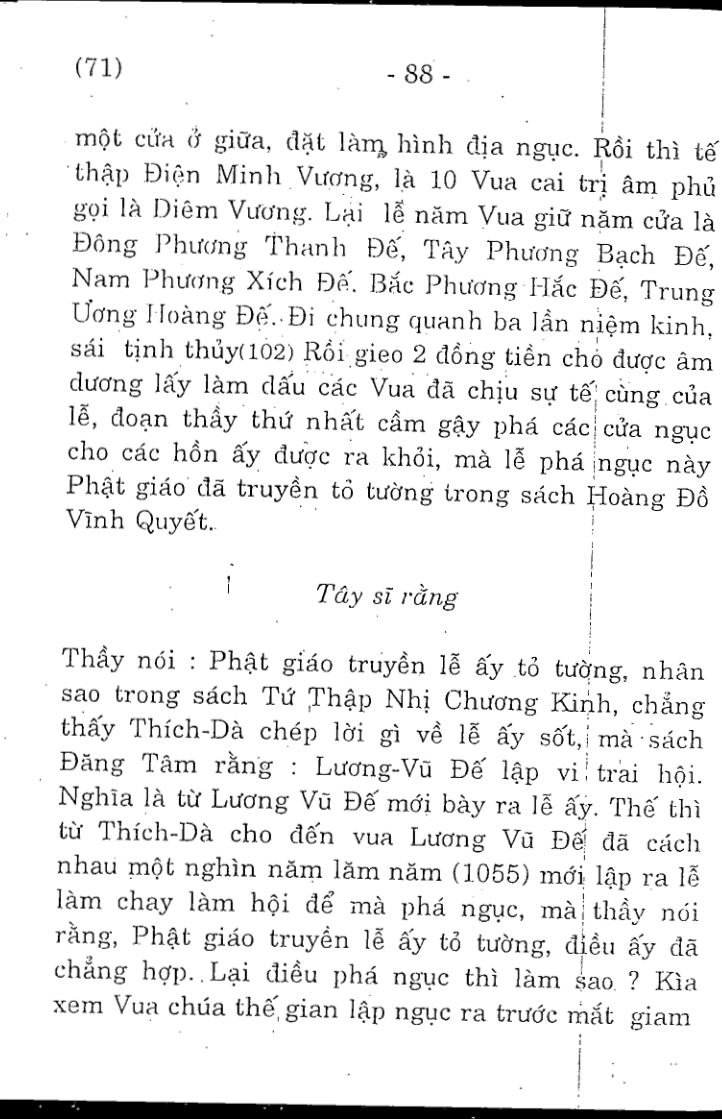 (71)
- 88 -
một cửa ở giữa, đặt làm hình địa ngục. Rồi thì tế
thập Điện Minh Vương, là 10 Vua cai trị âm phủ
gọi là Diêm Vương. Lại lễ năm Vua giữ năm cửa là
Đông Phương Thanh Đế, Tây Phương Bạch Đế,
Nam Phương Xích Đế. Bắc Phương Hắc Đế, Trung
Ương Hoàng Đế. Đi chung quanh ba lần niệm kinh,
sái tịnh thủy(102) Rồi gieo 2 đồng tiền cho được âm
dương lấy làm dấu các Vua đã chịu sự tế cùng của
lễ, đoạn thầy thứ nhất cầm gậy phá các cửa ngục
cho các hồn ấy được ra khỏi, mà lễ phá ngục này
Phật giáo đã truyền tỏ tường trong sách Hoàng Đồ
Vĩnh Quyết.
Tây sĩ rằng
Thầy nói : Phật giáo truyền lễ ấy tỏ tường, nhân
sao trong sách Tứ Thập Nhị Chương Kinh, chẳng
thấy Thích-Dà chép lời gì về lễ ấy sốt, mà sách
Đăng Tâm rằng : Lương-Vũ Đế lập vi trai hội.
Nghĩa là từ Lương Vũ Đế mới bày ra lễ ấy. Thế thì
từ Thích-Dà cho đến vua Lương Vũ Đế đã cách
nhau một nghìn năm lăm năm (1055) mới lập ra lễ
làm chay làm hội để mà phá ngục, mà thầy nói
rằng, Phật giáo truyền lễ ấy tỏ tường, điều ấy đã
chẳng hợp. Lại điều phá ngục thì làm sao ? Kìa
xem Vua chúa thế gian lập ngục ra trước mắt giam